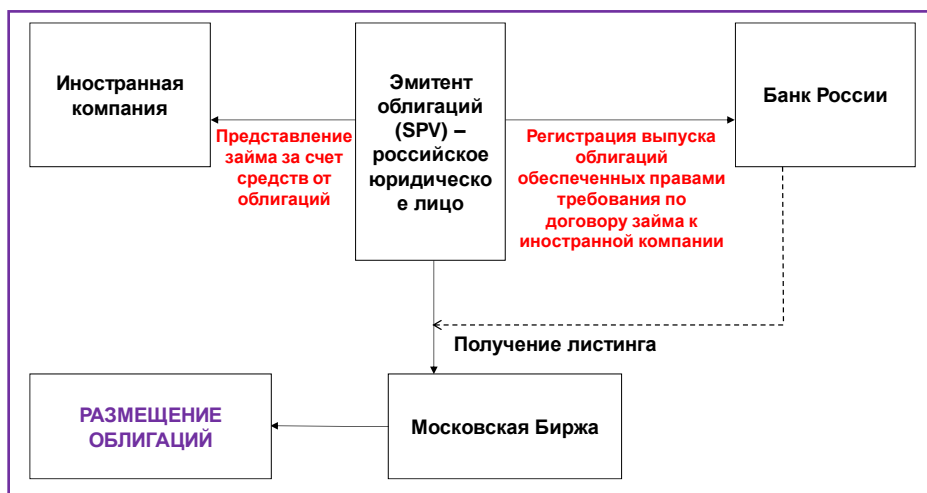 Иностранная
компания
Эмитент
облигаций
(SPV) –
российское
юридическо
е лицо
Банк России
Представление
займа за счет
средств от
облигаций
Регистрация выпуска
облигаций
обеспеченных правами
требования по
договору займа к
иностранной компании
Получение листинга
РАЗМЕЩЕНИЕ
ОБЛИГАЦИЙ
Московская Биржа